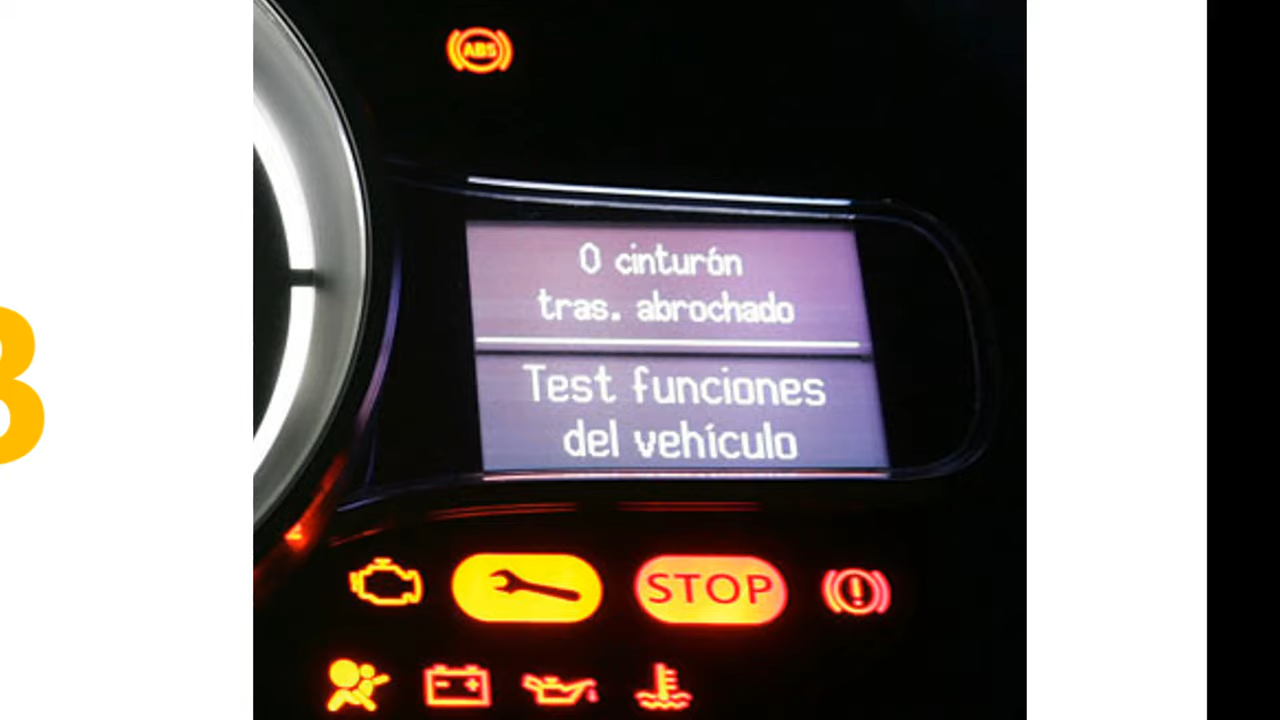 ABS
0 cinturón
tras. abrochado
Test funciones
del vehículo
STOP